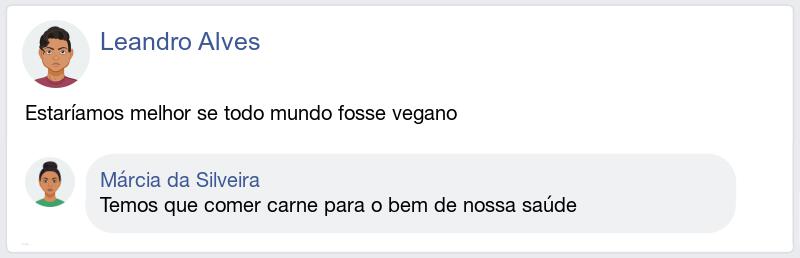 Leandro Alves
Estaríamos melhor se todo mundo fosse vegano
Márcia da Silveira
Temos que comer carne para o bem de nossa saúde